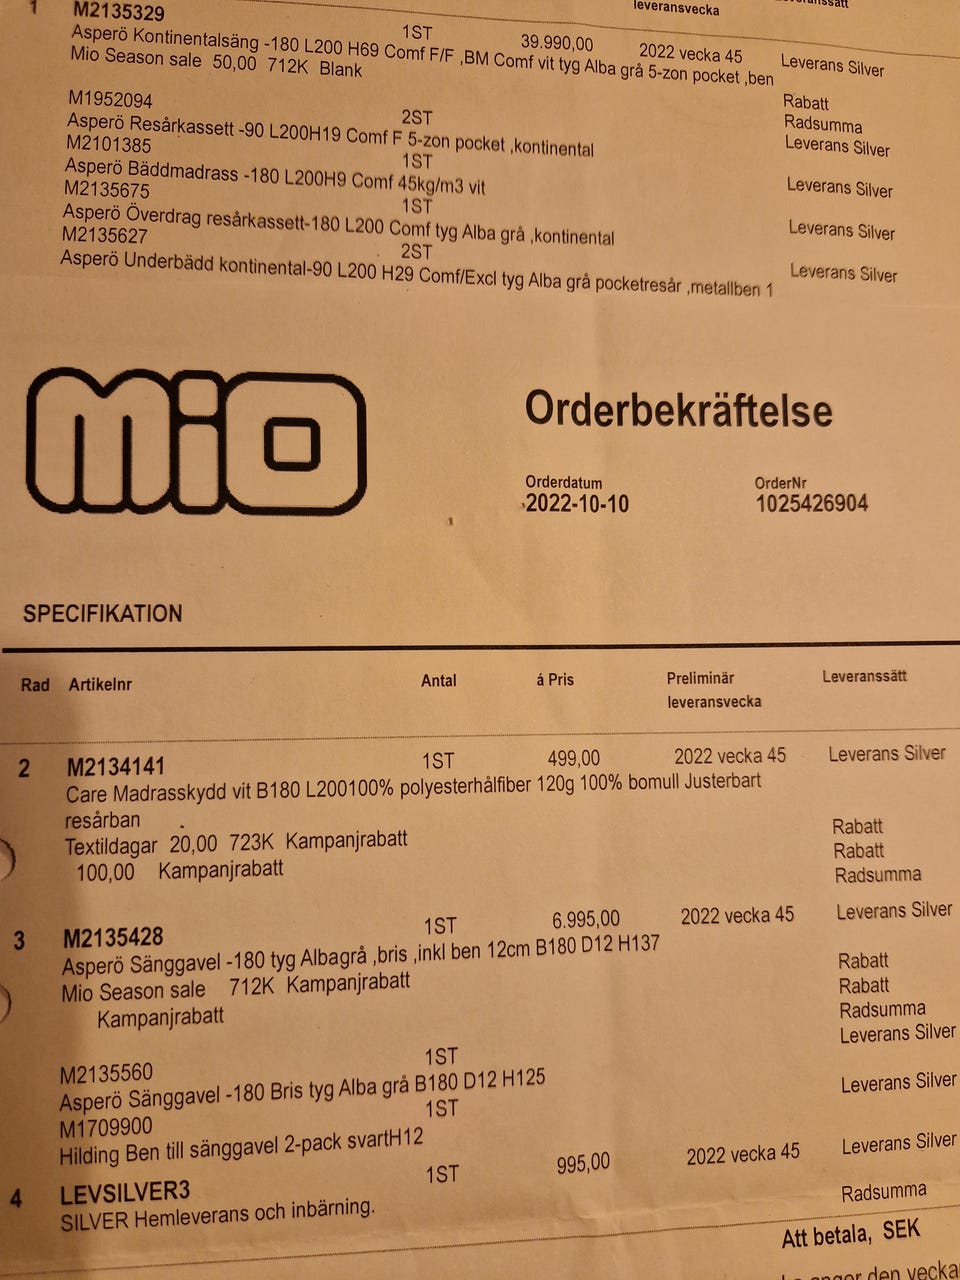 leveransvecka
1 M2135329 1ST 39.990,00 2022 vecka 45 Leverans Silver
Asperö Kontinentalsäng -180 L200 H69 Comf F/F ,BM Comf vit tyg Alba grå 5-zon pocket ,ben
Mio Season sale 50,00 712K Blank Rabatt
Radsumma
M1952094 2ST Leverans Silver
Asperö Resårkassett -90 L200H19 Comf F 5-zon pocket ,kontinental
M2101385 1ST Leverans Silver
Asperö Bäddmadrass -180 L200H9 Comf 45kg/m3 vit
M2135675 1ST Leverans Silver
Asperö Överdrag resårkassett-180 L200 Comf tyg Alba grå ,kontinental
M2135627 2ST Leverans Silver
Asperö Underbädd kontinental-90 L200 H29 Comf/Excl tyg Alba grå pocketresår ,metallben 1
mio
Orderbekräftelse
Orderdatum OrderNr
2022-10-10 1025426904
SPECIFIKATION
Rad Artikelnr Antal á Pris Preliminär leveransvecka Leveranssätt
2 M2134141 1ST 499,00 2022 vecka 45 Leverans Silver
Care Madrasskydd vit B180 L200100% polyesterhålfiber 120g 100% bomull Justerbart
resårban
Textildagar 20,00 723K Kampanjrabatt Rabatt
100,00 Kampanjrabatt Rabatt
Radsumma
3 M2135428 1ST 6.995,00 2022 vecka 45 Leverans Silver
Asperö Sänggavel -180 tyg Albagrå ,bris ,inkl ben 12cm B180 D12 H137
Mio Season sale 712K Kampanjrabatt Rabatt
Kampanjrabatt Rabatt
Radsumma
M2135560 1ST Leverans Silver
Asperö Sänggavel -180 Bris tyg Alba grå B180 D12 H125
M1709900 1ST Leverans Silver
Hilding Ben till sänggavel 2-pack svartH12
4 LEVSILVER3 1ST 995,00 2022 vecka 45 Leverans Silver
SILVER Hemleverans och inbärning.
Radsumma
Att betala, SEK
den vecka